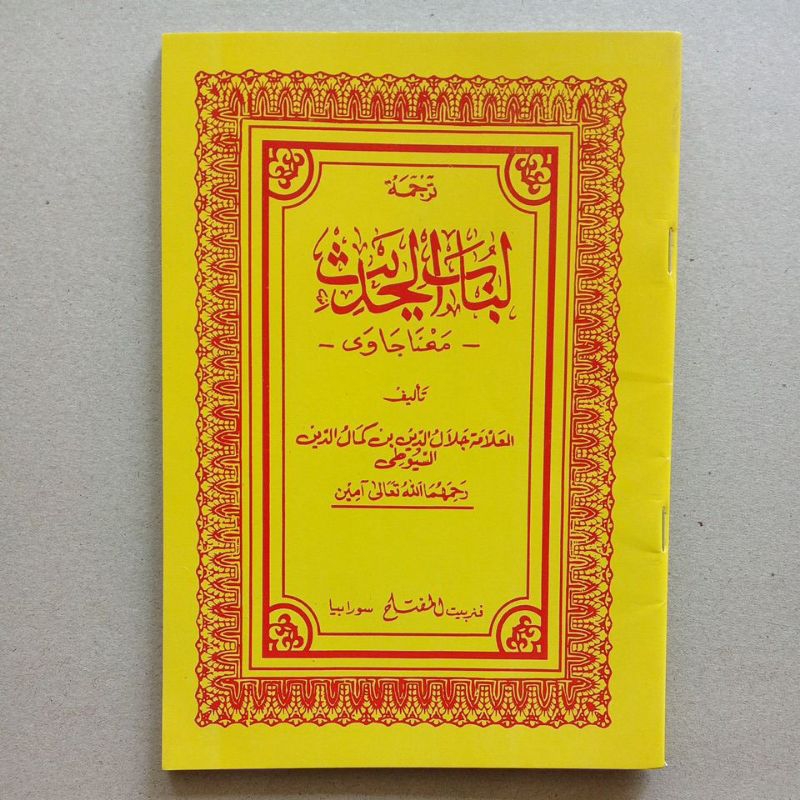 ترجمة
لباب الحديث
- معنا جاوى -
تأليف
العلامة جلال الدين بن كمال الدين
السيوطى
رحمهما الله تعالى آمين
فنربيت المفتاح سورابيا